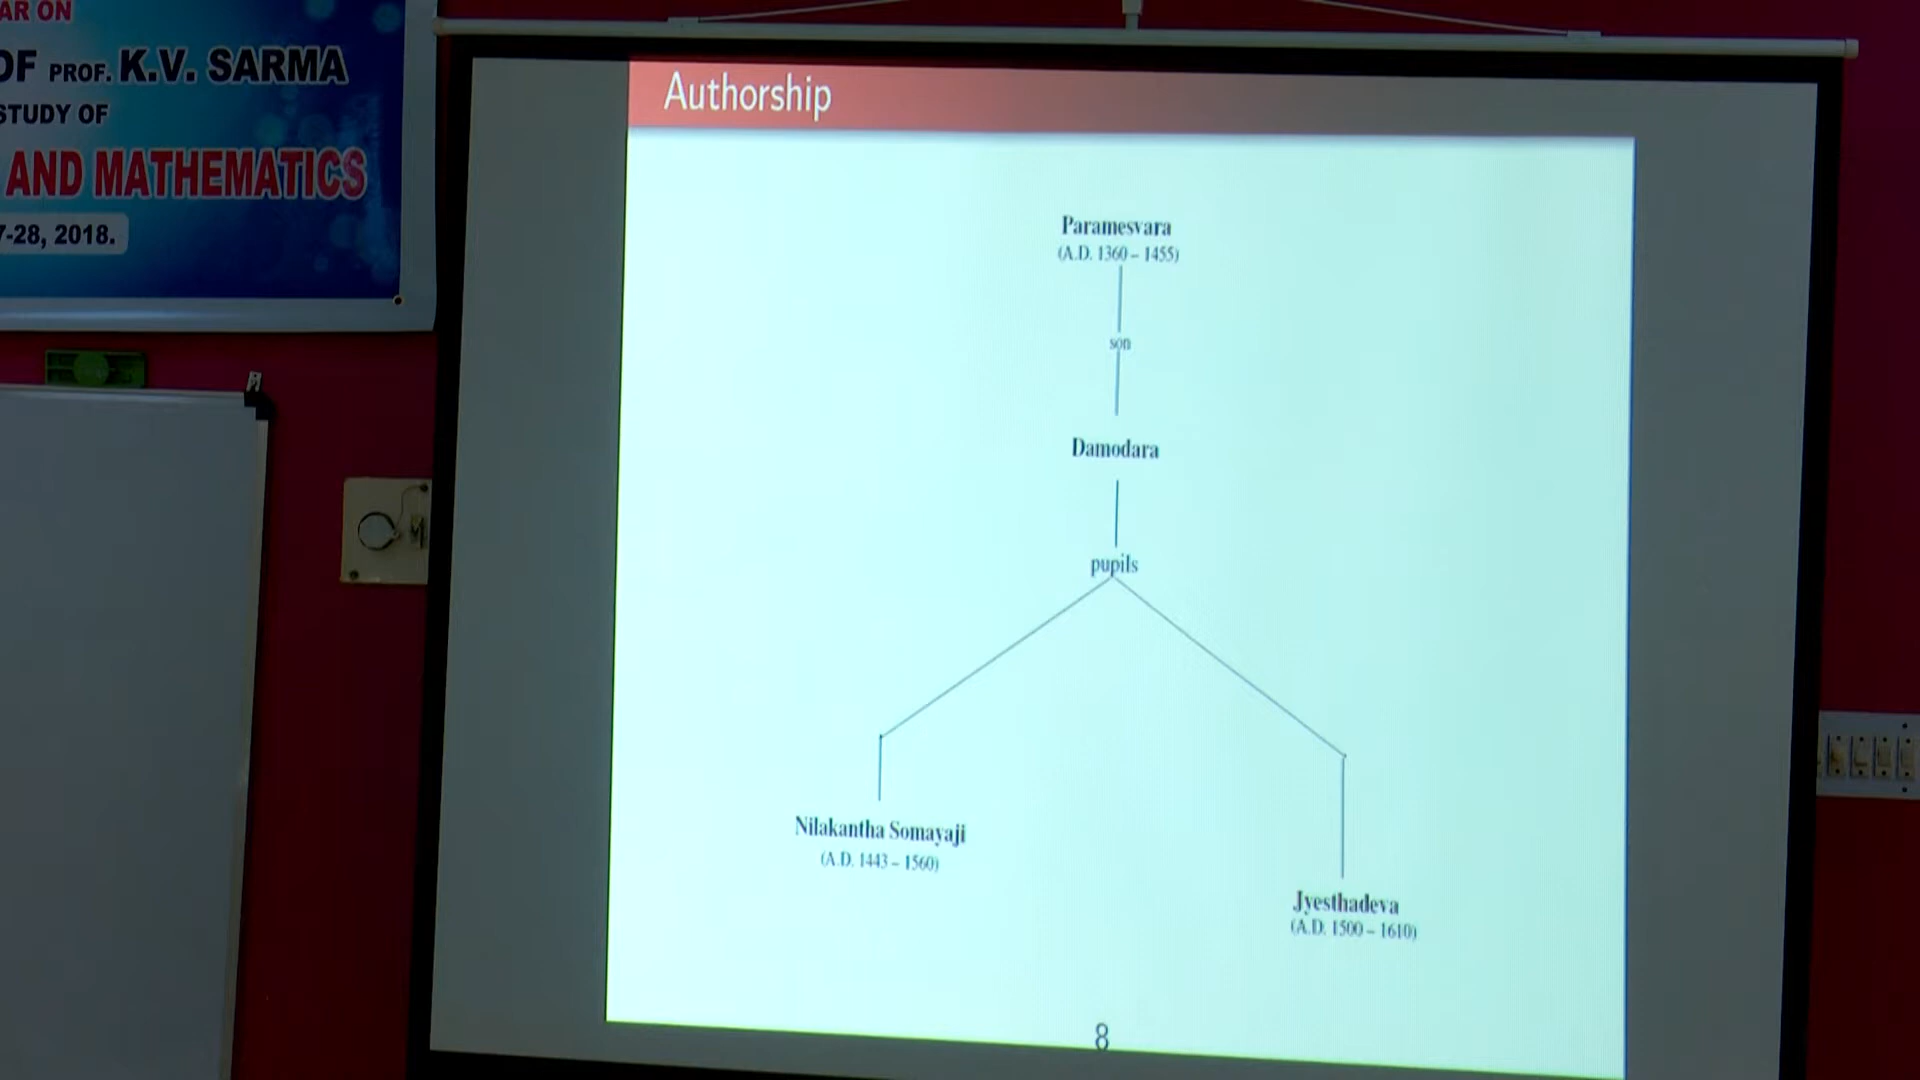 AR ON
OF PROF. K.V. SARMA
STUDY OF
AND MATHEMATICS
7-28, 2018.
Authorship
Paramesvara
(A.D. 1360 – 1455)
son
Damodara
pupils
Nilakantha Somayaji
(A.D. 1443 – 1560)
Jyesthadeva
(A.D. 1500 – 1610)
8